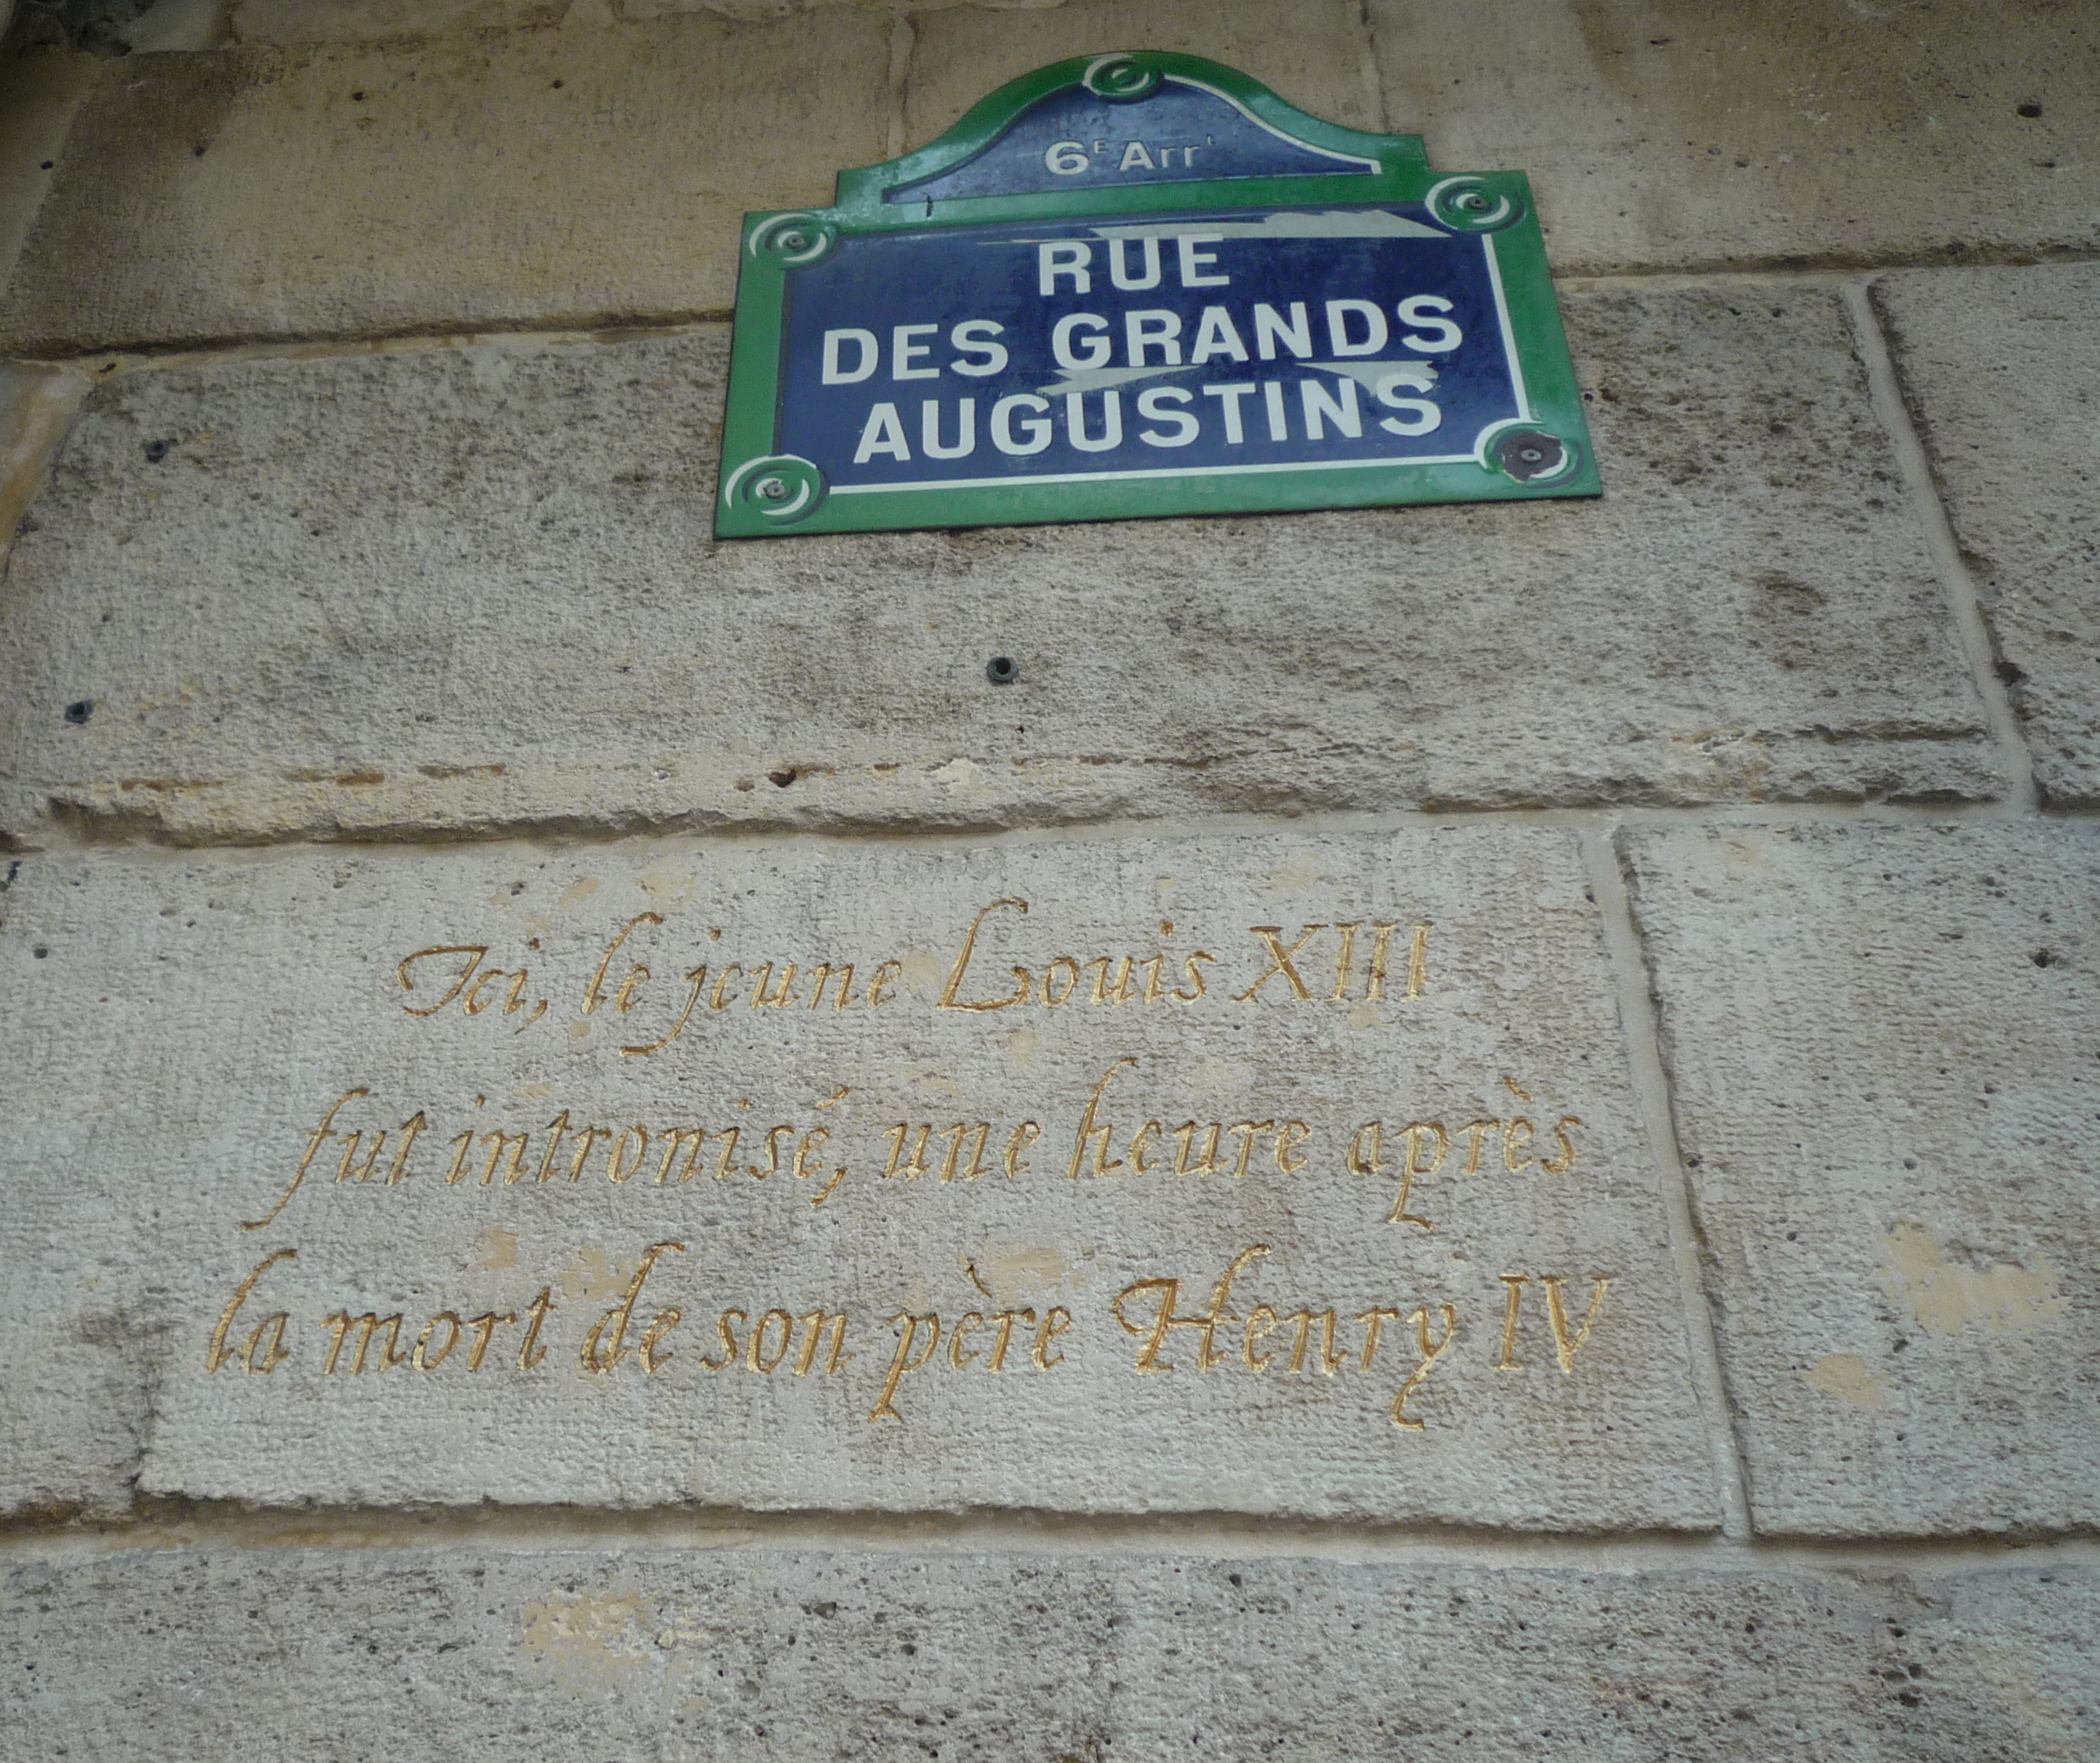 6E Arrt
RUE
DES GRANDS
AUGUSTINS
Ici, le jeune Louis XIII
fut intronisé, une heure après
la mort de son père Henry IV